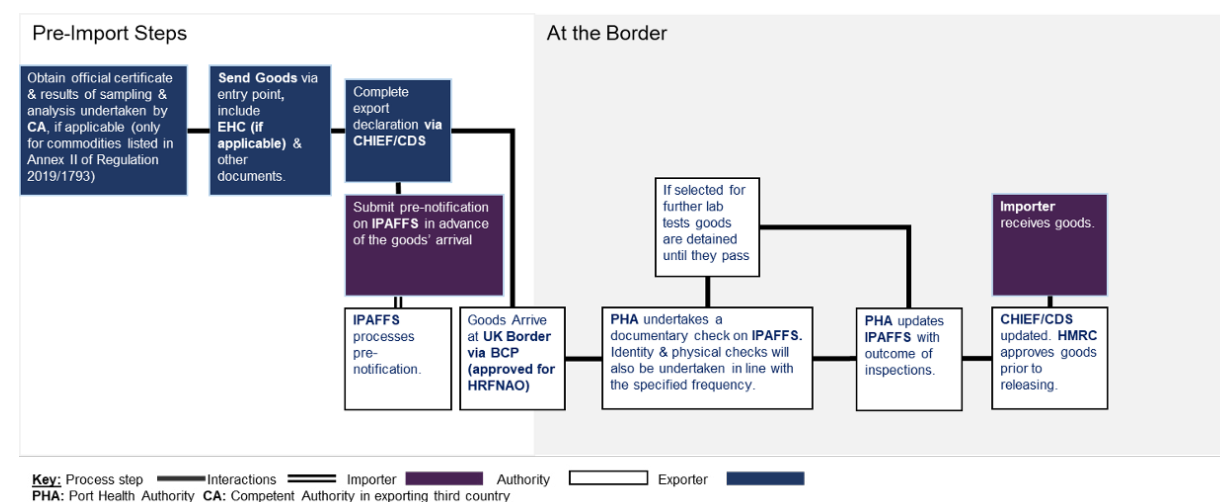 Pre-Import Steps
At the Border
Obtain official certificate
& results of sampling &
analysis undertaken by
CA, if applicable (only
for commodities listed in
Annex II of Regulation
2019/1793)
Send Goods via
entry point,
include
EHC (if
applicable) &
other
documents.
Complete
export
declaration via
CHIEF/CDS
Submit pre-notification
on IPAFFS in advance
of the goods' arrival
IPAFFS
processes
pre-
notification.
Goods Arrive
at UK Border
via BCP
(approved for
HRFNAO)
If selected for
further lab
tests goods
are detained
until they pass
PHA undertakes a
documentary check on IPAFFS.
Identity & physical checks will
also be undertaken in line with
the specified frequency.
PHA updates
IPAFFS with
outcome of
inspections.
Importer
receives goods.
CHIEF/CDS
updated. HMRC
approves goods
prior to
releasing.
Key: Process step Interactions Importer Authority Exporter
PHA: Port Health Authority CA: Competent Authority in exporting third country